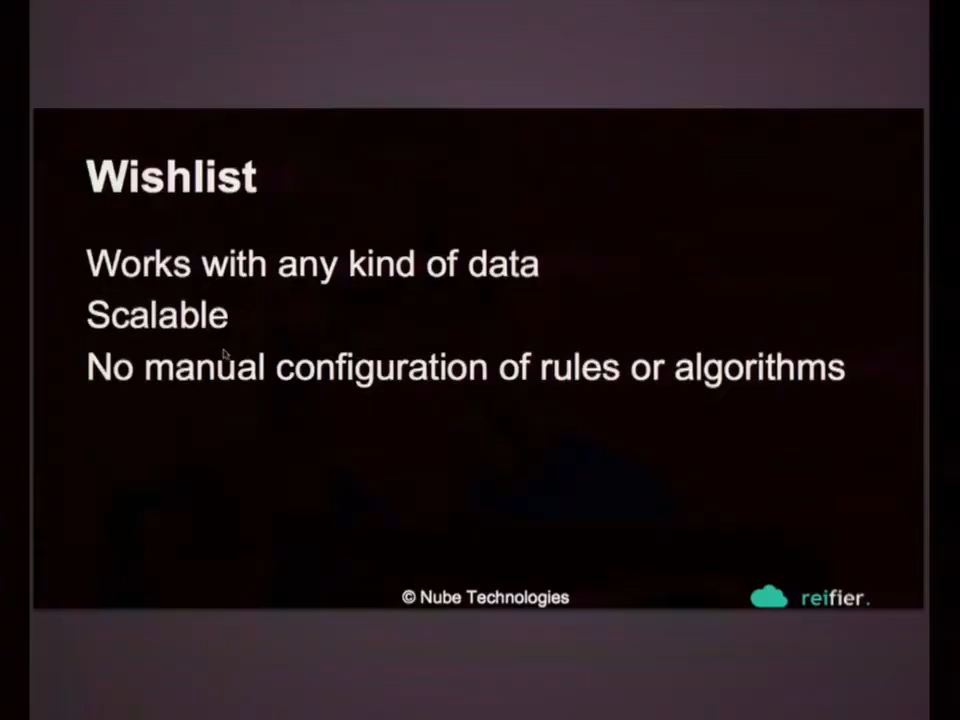 Wishlist
Works with any kind of data
Scalable
No manual configuration of rules or algorithms
© Nube Technologies
reifier.